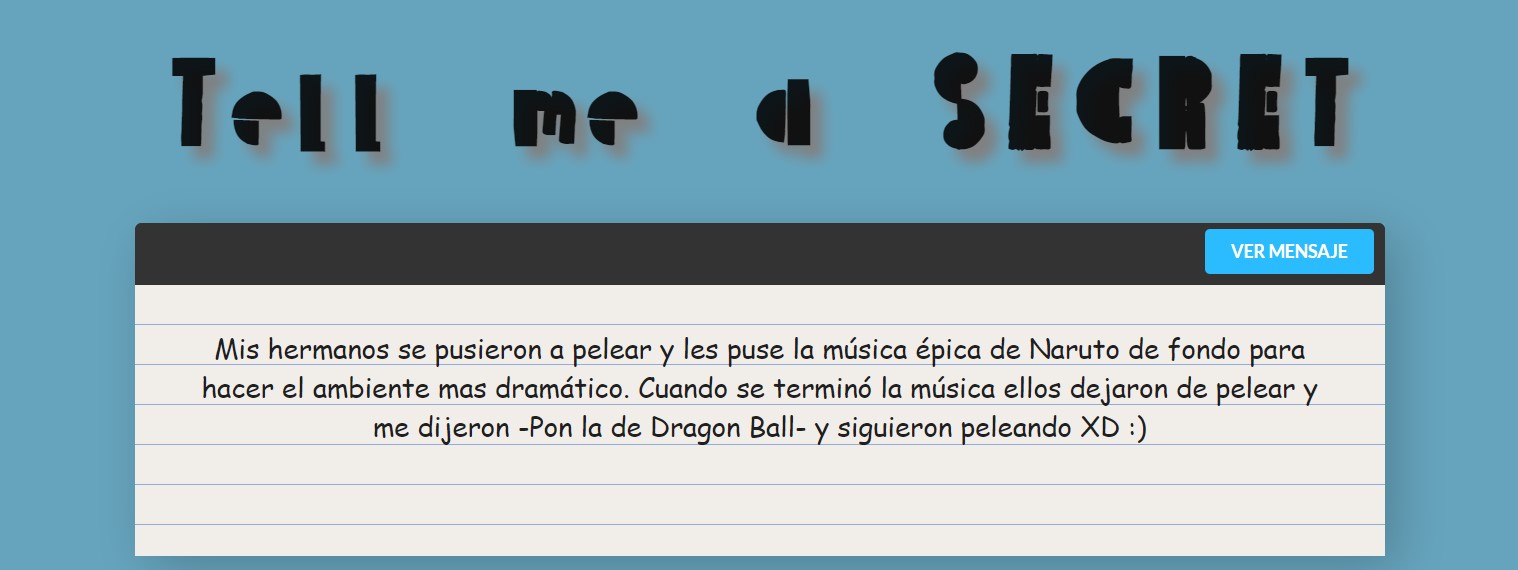 Tell me a SECRET
VER MENSAJE
Mis hermanos se pusieron a pelear y les puse la música épica de Naruto de fondo para
hacer el ambiente mas dramático. Cuando se terminó la música ellos dejaron de pelear y
me dijeron -Pon la de Dragon Ball- y siguieron peleando XD :)